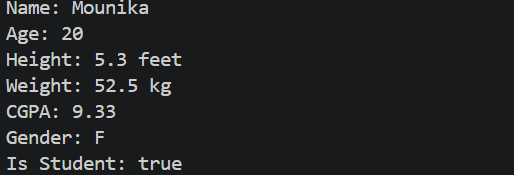 Name: Mounika
Age: 20
Height: 5.3 feet
Weight: 52.5 kg
CGPA: 9.33
Gender: F
Is Student: true